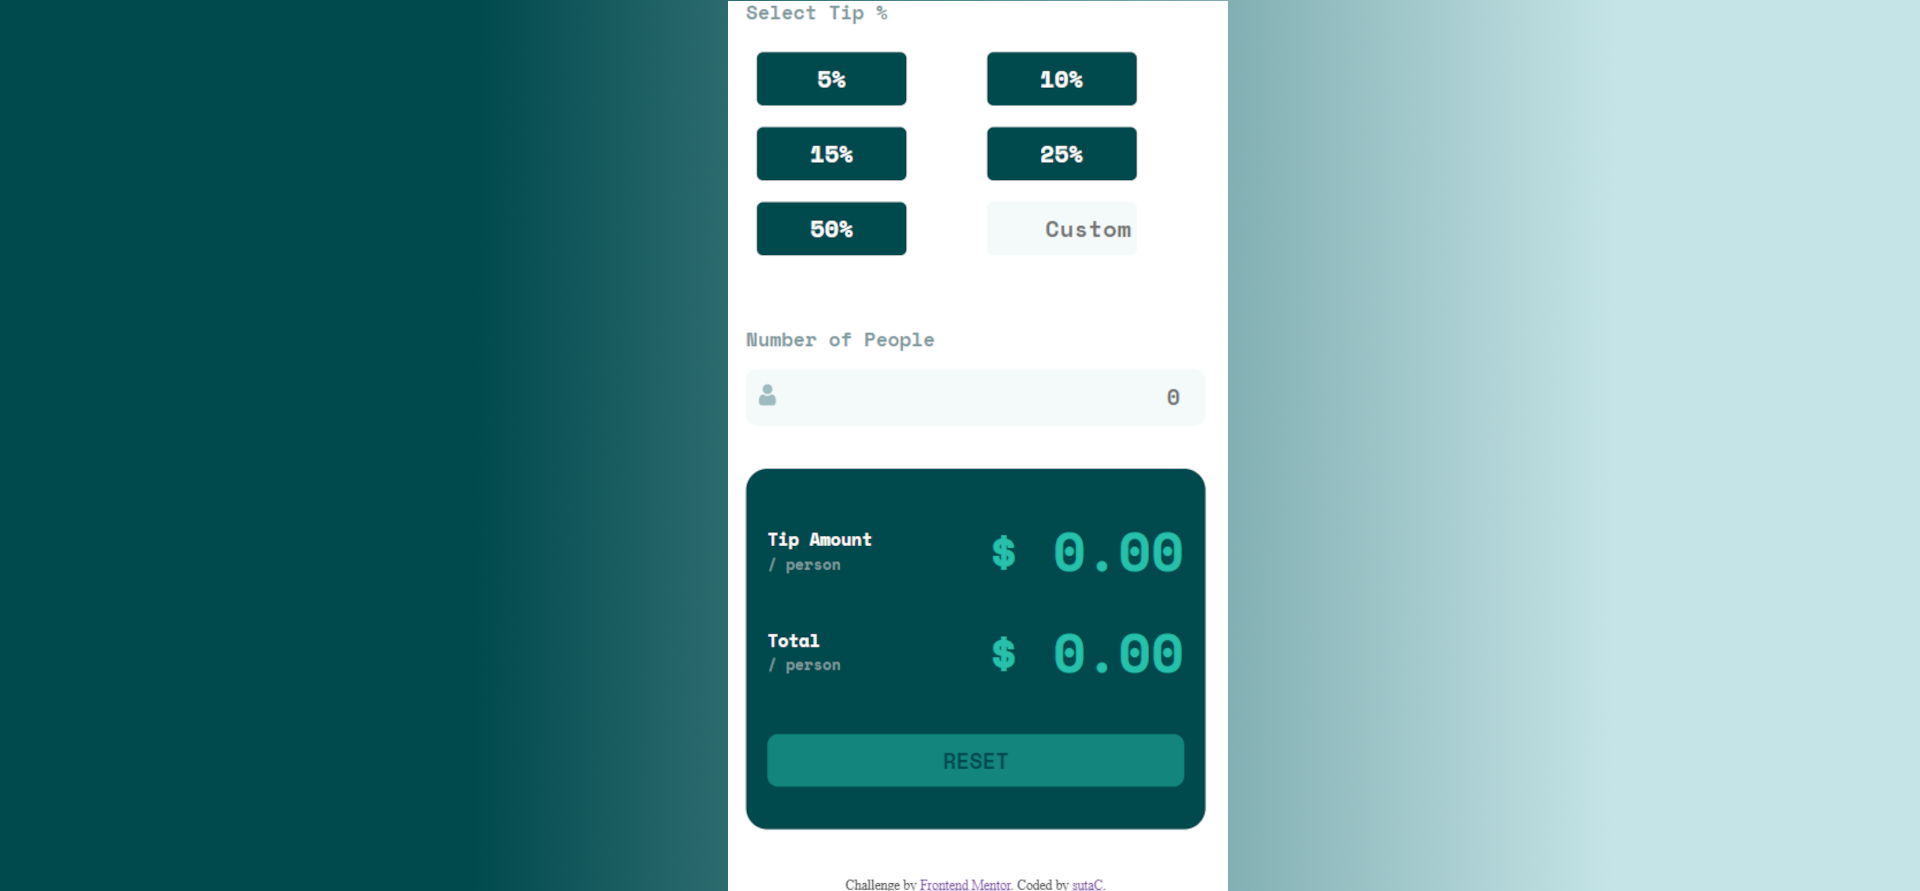 Select Tip %
5%
10%
15%
25%
50%
Custom
Number of People
0
Tip Amount
/ person
$ 0.00
Total
/ person
$ 0.00
RESET
Challenge by Frontend Mentor. Coded by sutaC.